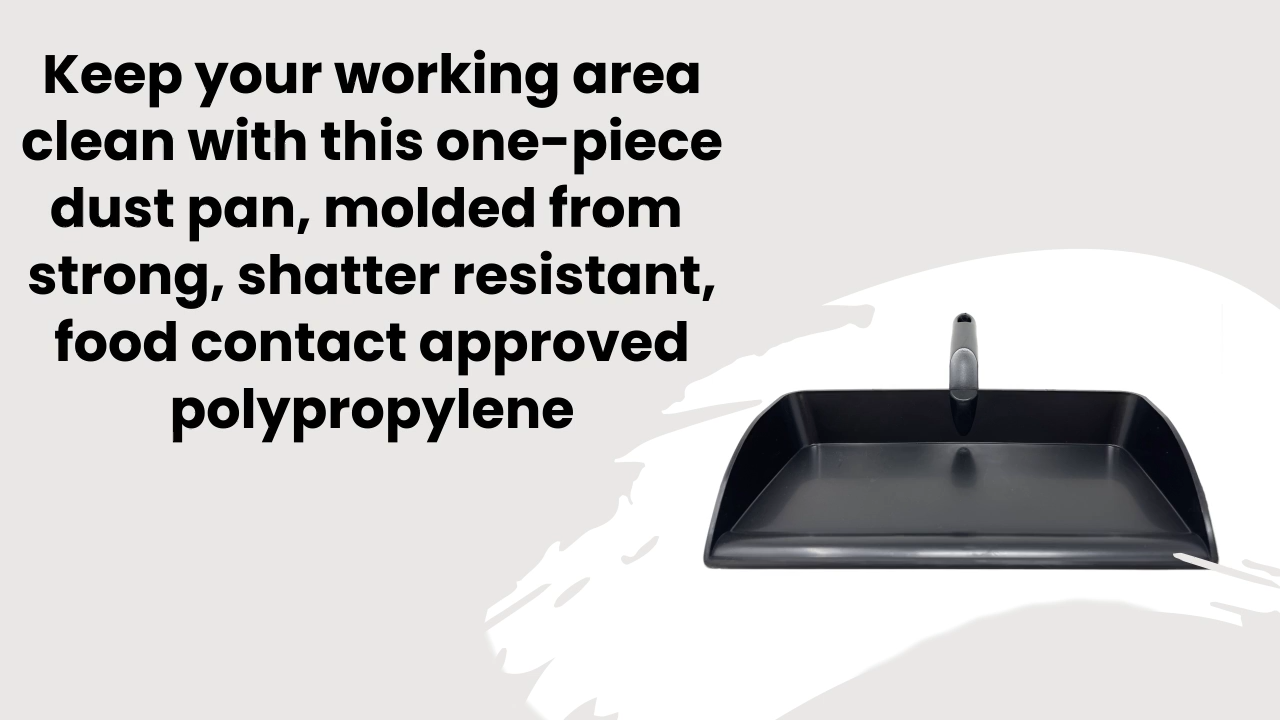 Keep your working area
clean with this one-piece
dust pan, molded from
strong, shatter resistant,
food contact approved
polypropylene